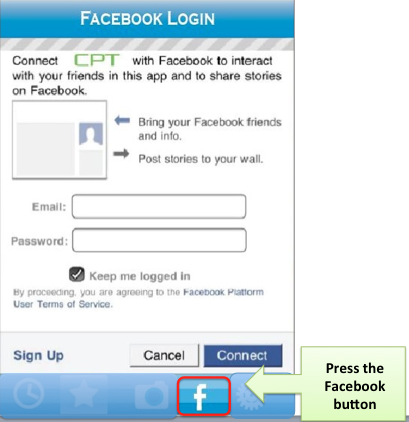 FACEBOOK LOGIN
Connect CPT with Facebook to interact
with your friends in this app and to share stories
on Facebook.
Bring your Facebook friends
and info.
Post stories to your wall.
Email:
Password:
Keep me logged in
By proceeding, you are agreeing to the Facebook Platform
User Terms of Service.
Sign Up
Cancel
Connect
f
Press the
Facebook
button